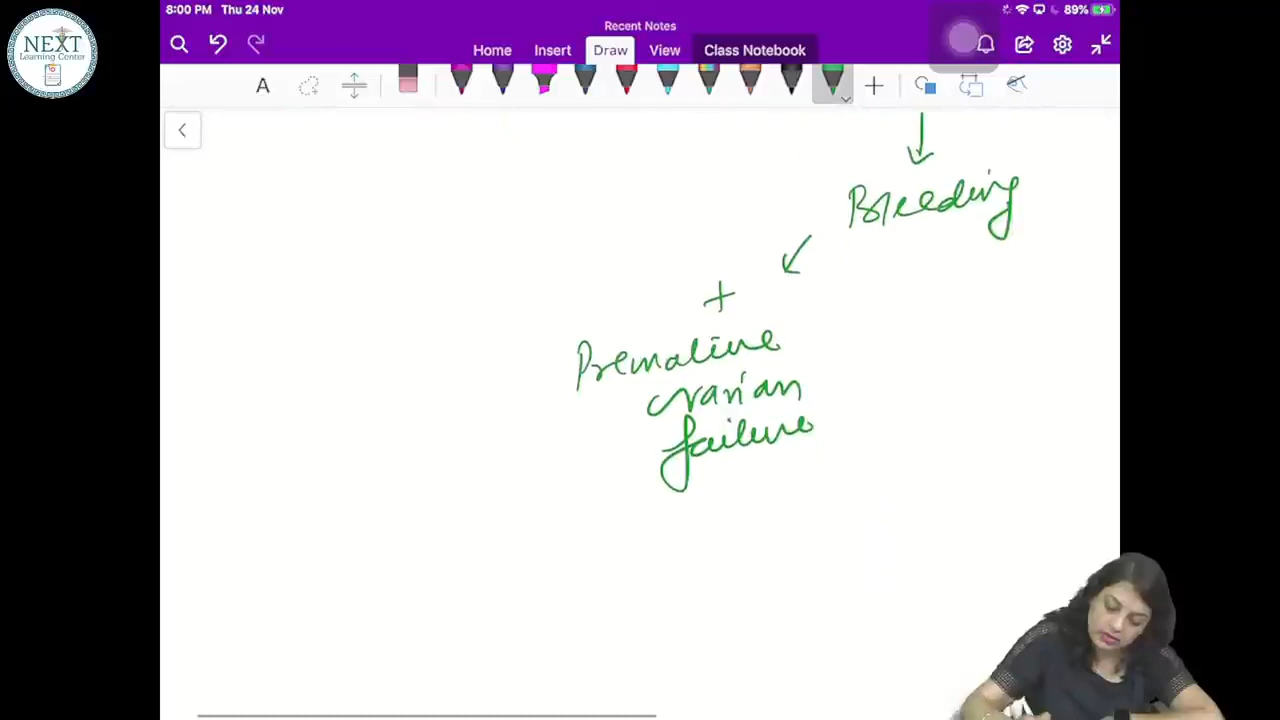 8:00 PM Thu 24 Nov
89%
NEXT
Learning Center
Recent Notes
Home Insert Draw View Class Notebook
A
Bleeding
+
Premature
ovarian
failure